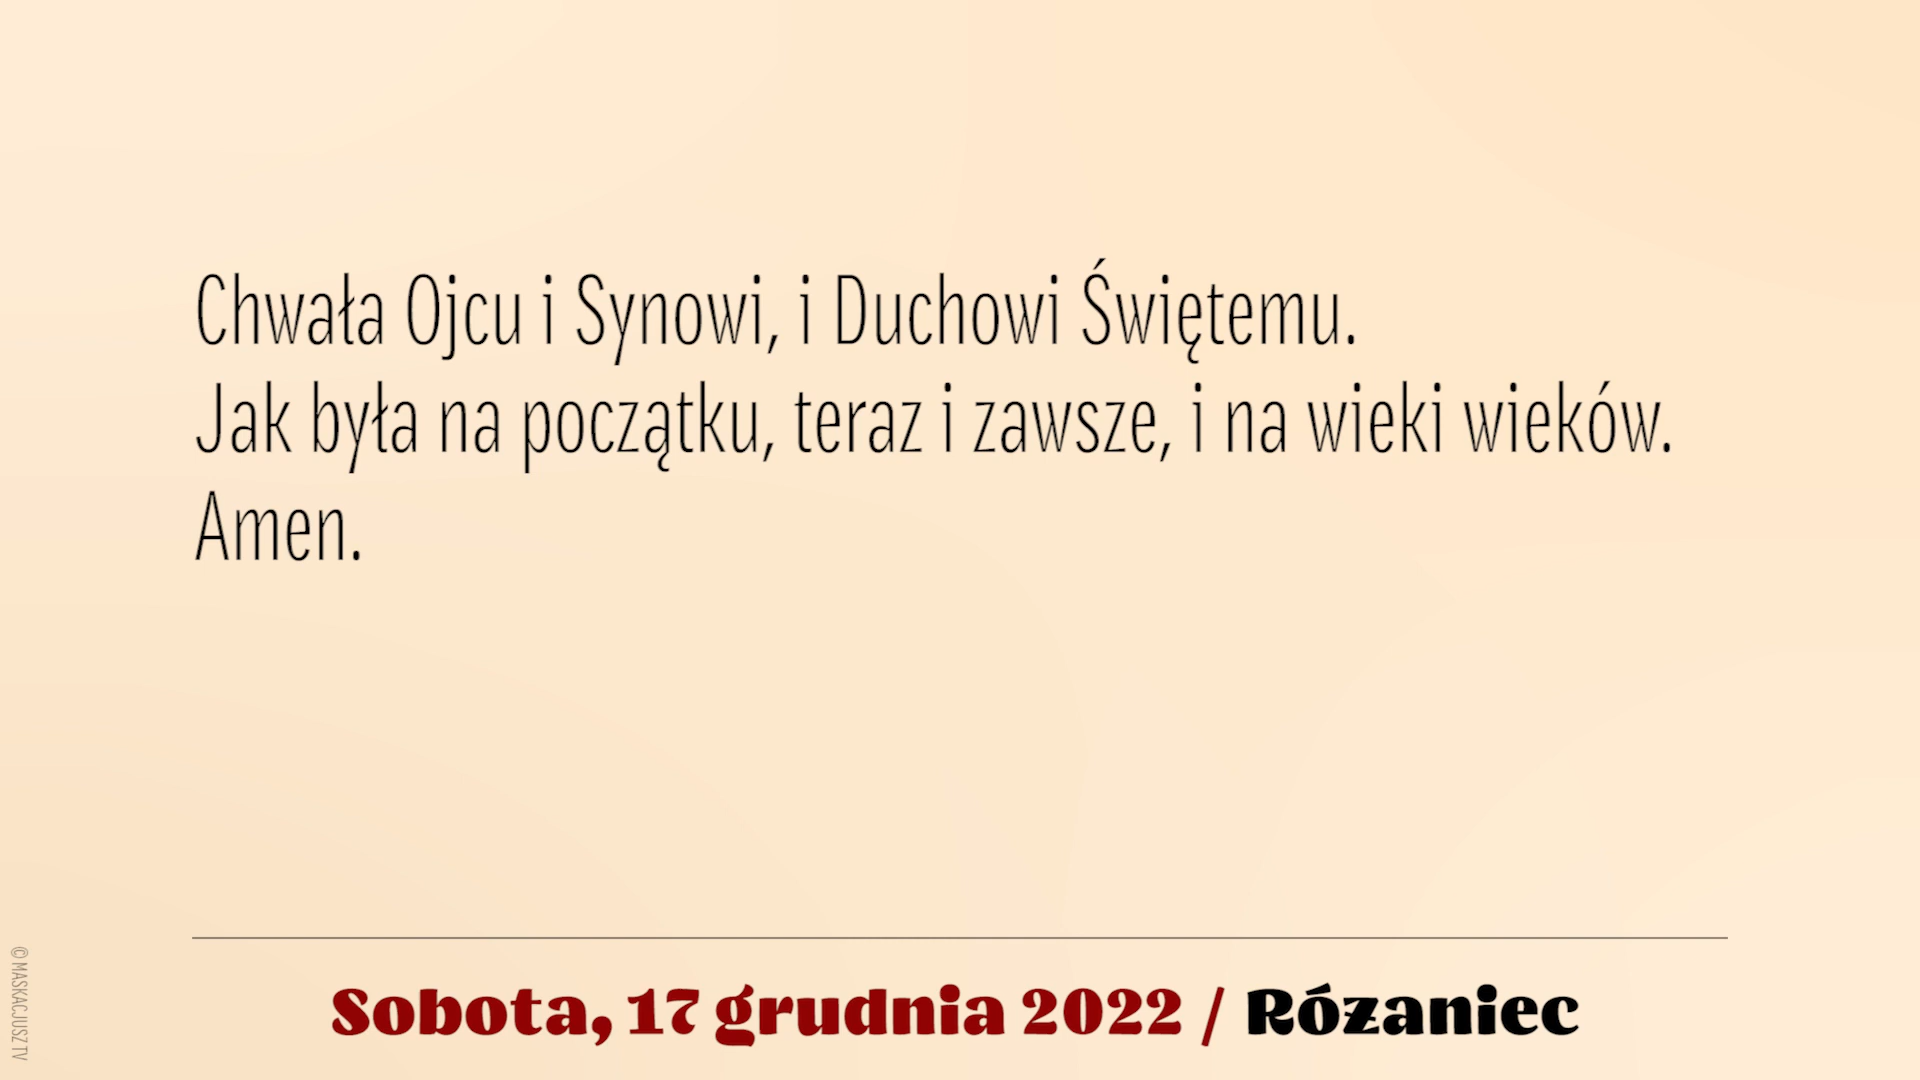 Chwała Ojcu i Synowi, i Duchowi Świętemu.
Jak była na początku, teraz i zawsze, i na wieki wieków.
Amen.
Sobota, 17 grudnia 2022 / Różaniec
© MASKACJUSZ TV